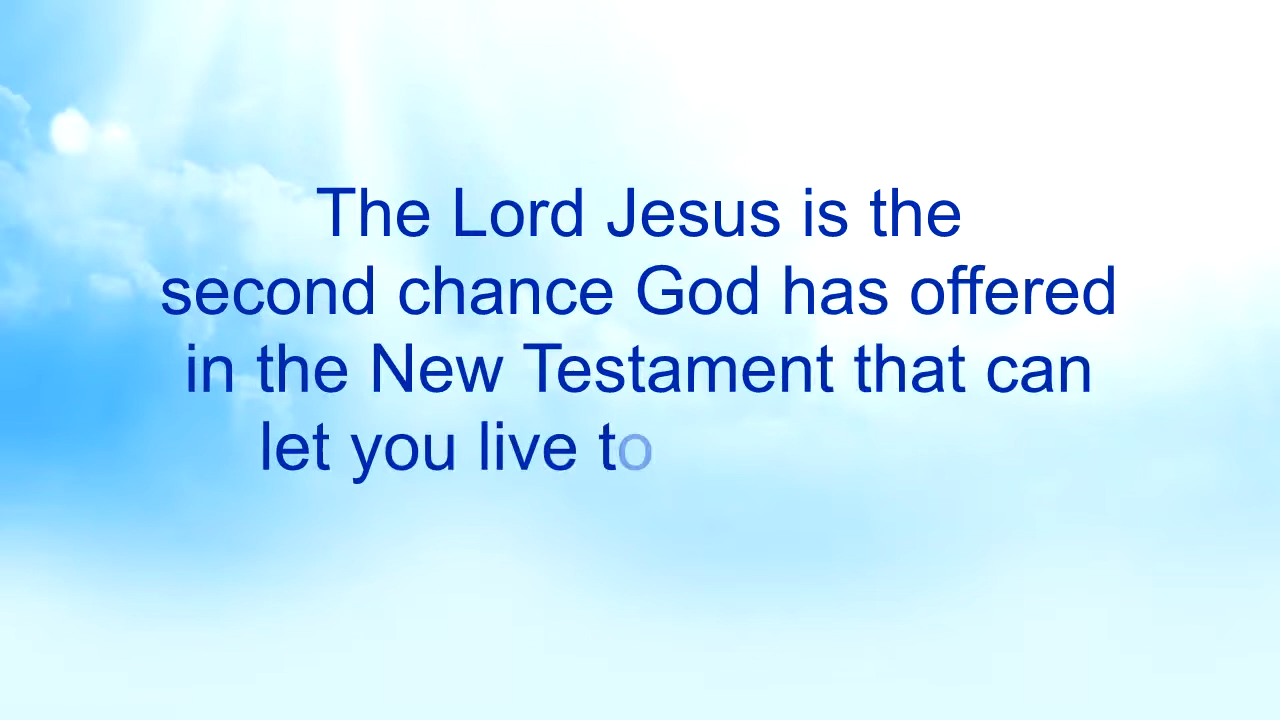 The Lord Jesus is the
second chance God has offered
in the New Testament that can
let you live to